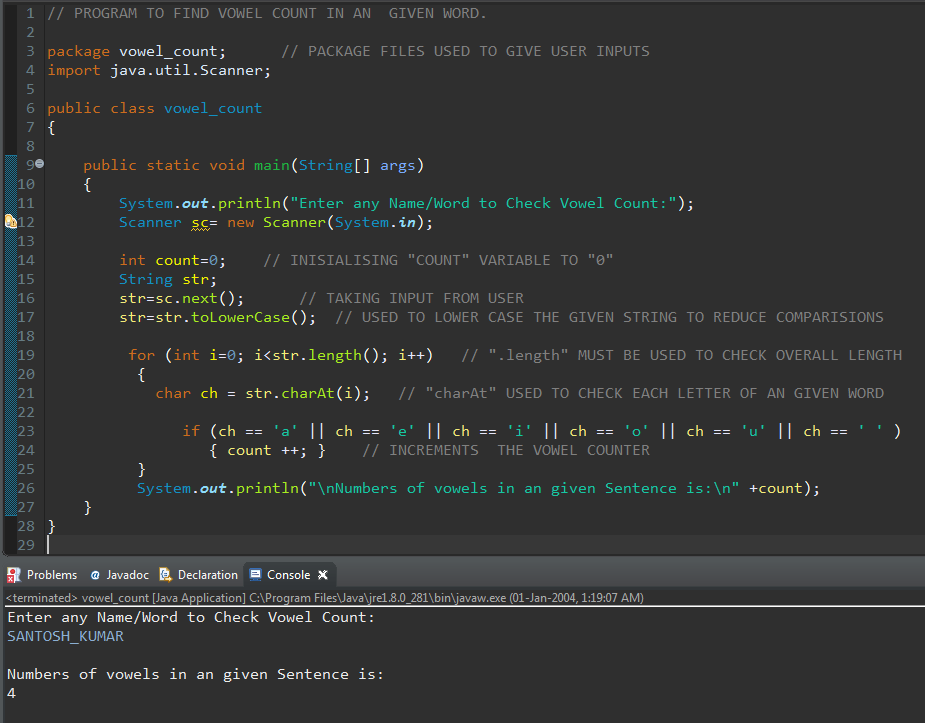 1 // PROGRAM TO FIND VOWEL COUNT IN AN  GIVEN WORD.
2
3 package vowel_count;      // PACKAGE FILES USED TO GIVE USER INPUTS
4 import java.util.Scanner;
5
6 public class vowel_count
7 {
8
9     public static void main(String[] args)
10     {
11         System.out.println("Enter any Name/Word to Check Vowel Count:");
12         Scanner sc= new Scanner(System.in);
13
14         int count=0;    // INISIALISING "COUNT" VARIABLE TO "0"
15         String str;
16         str=sc.next();      // TAKING INPUT FROM USER
17         str=str.toLowerCase();  // USED TO LOWER CASE THE GIVEN STRING TO REDUCE COMPARISIONS
18
19          for (int i=0; i<str.length(); i++)   // ".length" MUST BE USED TO CHECK OVERALL LENGTH
20           {
21             char ch = str.charAt(i);   // "charAt" USED TO CHECK EACH LETTER OF AN GIVEN WORD
22
23                if (ch == 'a' || ch == 'e' || ch == 'i' || ch == 'o' || ch == 'u' || ch == ' ' )
24                   { count ++; }    // INCREMENTS  THE VOWEL COUNTER
25           }
26           System.out.println("\nNumbers of vowels in an given Sentence is:\n" +count);
27     }
28 }
29
Problems @ Javadoc Declaration Console
<terminated> vowel_count [Java Application] C:\Program Files\Java\jre1.8.0_281\bin\javaw.exe (01-Jan-2004, 1:19:07 AM)
Enter any Name/Word to Check Vowel Count:
SANTOSH_KUMAR
Numbers of vowels in an given Sentence is:
4